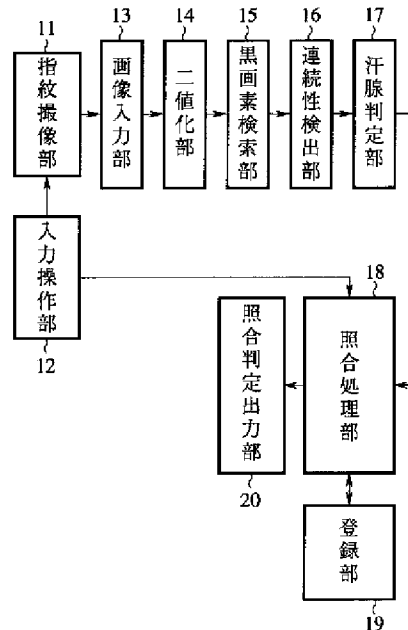 11
指紋撮像部
13
画像入力部
14
二値化部
15
黒画素検索部
16
連続性検出部
17
汗腺判定部
入力操作部
12
18
照合処理部
照合判定出力部
20
登録部
19